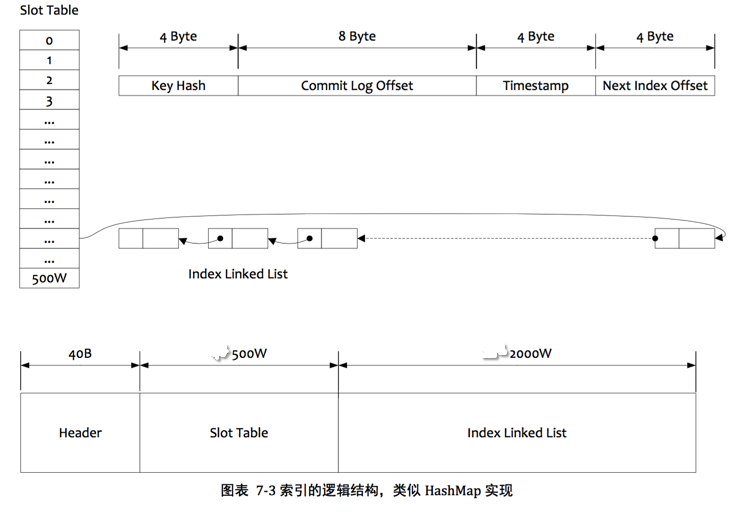 Slot Table
0
1
2
3
...
...
...
...
...
...
...
...
500W
4 Byte
8 Byte
4 Byte
4 Byte
Key Hash
Commit Log Offset
Timestamp
Next Index Offset
Index Linked List
40B
500W
2000W
Header
Slot Table
Index Linked List
图表 7-3 索引的逻辑结构，类似 HashMap 实现